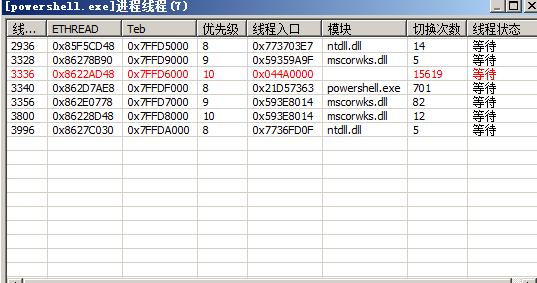 [powershell.exe]进程线程(7)
线... ETHREAD Teb 优先级 线程入口 模块 切换次数 线程状态
2936 0x85F5CD48 0x7FFD5000 8 0x773703E7 ntdll.dll 14 等待
3328 0x86278B90 0x7FFD9000 9 0x59359A9F mscorwks.dll 5 等待
3336 0x8622AD48 0x7FFD6000 10 0x044A0000 15619 等待
3340 0x862D7AE8 0x7FFDF000 8 0x21D57363 powershell.exe 701 等待
3356 0x862E0778 0x7FFD7000 9 0x593E8014 mscorwks.dll 82 等待
3800 0x86228D48 0x7FFD8000 10 0x593E8014 mscorwks.dll 12 等待
3996 0x8627C030 0x7FFDA000 8 0x7736FD0F ntdll.dll 5 等待